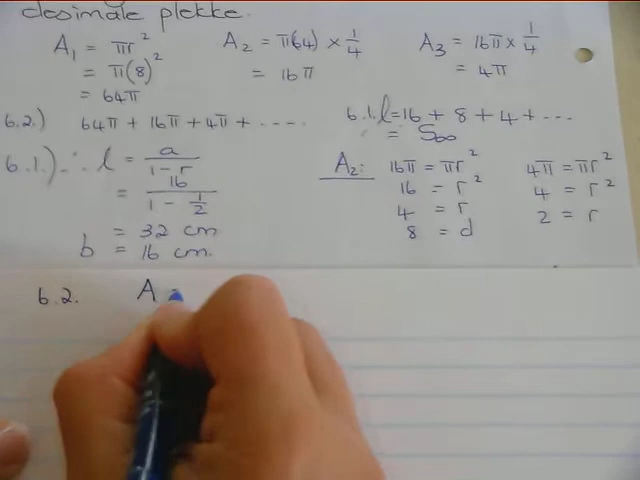 desimale plekke.
A₁ = πr²
= π(8)²
= 64π
A₂ = π(64) × 1/4
= 16π
A₃ = 16π × 1/4
= 4π
6.2.) 64π + 16π + 4π + ....
6.1. l = 16 + 8 + 4 + ...
= S∞
6.1.) ∴ l = a/(1 - r)
= 16/(1 - 1/2)
= 32 cm
b = 16 cm.
A₂: 16π = πr²
16 = r²
4 = r
8 = d
4π = πr²
4 = r²
2 = r
6.2. A =